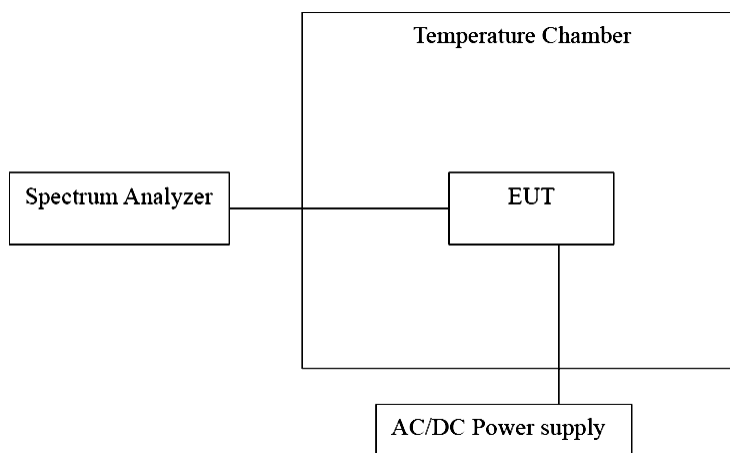 Temperature Chamber
Spectrum Analyzer
EUT
AC/DC Power supply